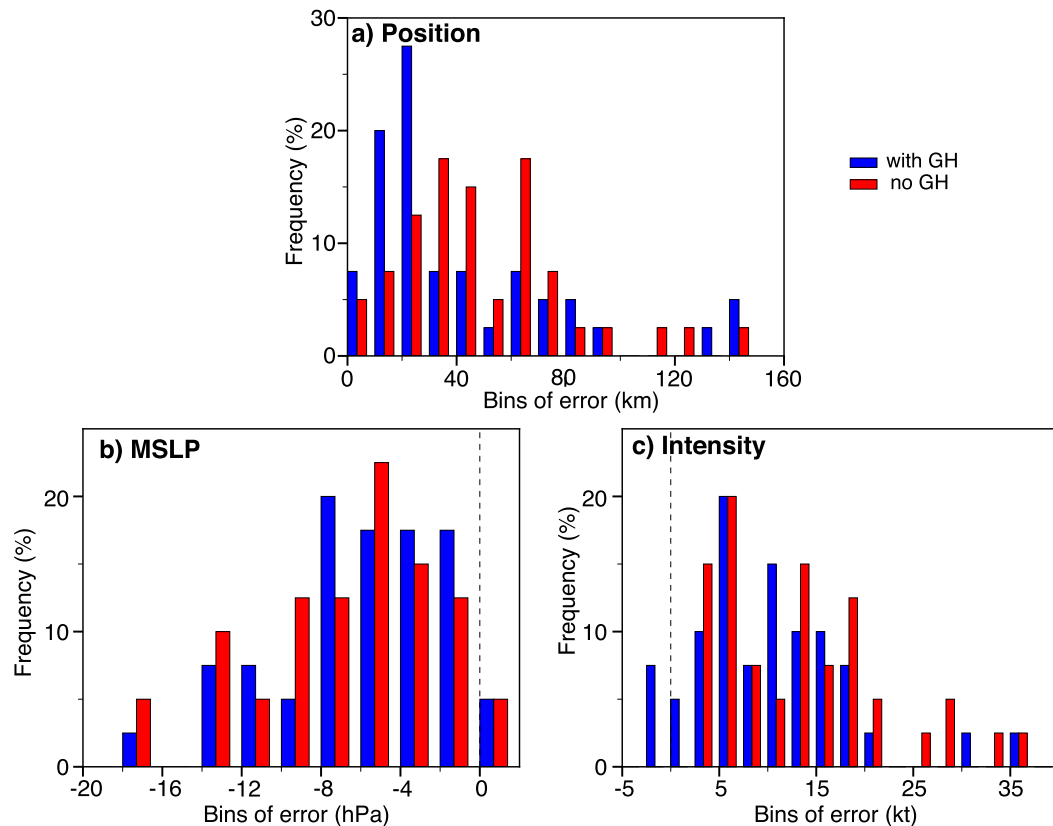 a) Position
30
20
10
0
Frequency (%)
0 40 80 120 160
Bins of error (km)
with GH
no GH
b) MSLP
20
10
0
Frequency (%)
-20 -16 -12 -8 -4 0
Bins of error (hPa)
c) Intensity
20
10
0
Frequency (%)
-5 5 15 25 35
Bins of error (kt)